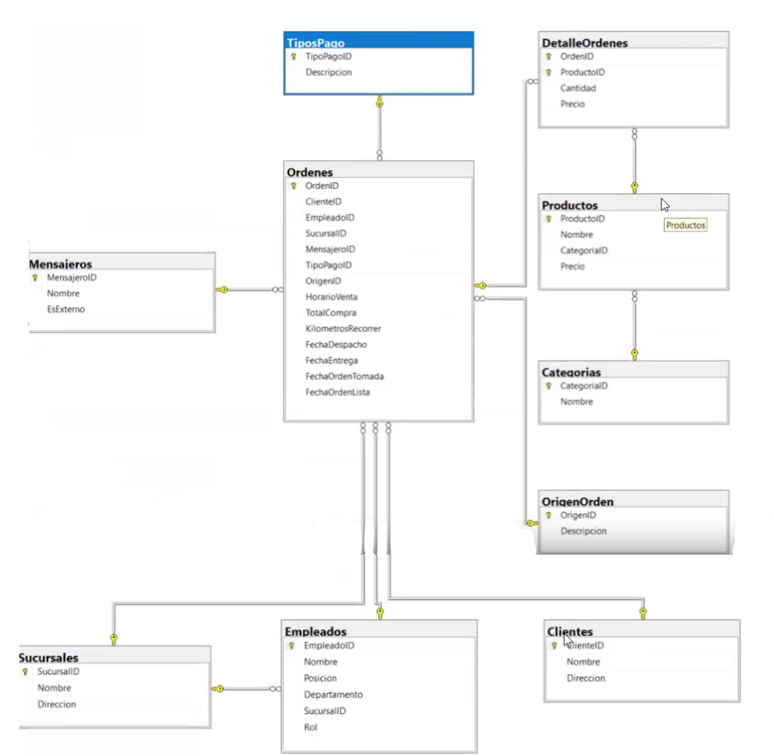 TiposPago
TipoPagoID
Descripcion
DetalleOrdenes
OrdenID
ProductoID
Cantidad
Precio
Ordenes
OrdenID
ClienteID
EmpleadoID
SucursalID
MensajeroID
TipoPagoID
OrigenID
HorarioVenta
TotalCompra
KilometrosRecorrer
FechaDespacho
FechaEntrega
FechaOrdenTomada
FechaOrdenLista
Productos
ProductoID
Nombre
CategoriaID
Precio
Productos
Mensajeros
MensajeroID
Nombre
EsExterno
Categorias
CategoriaID
Nombre
OrigenOrden
OrigenID
Descripcion
Sucursales
SucursalID
Nombre
Direccion
Empleados
EmpleadoID
Nombre
Posicion
Departamento
SucursalID
Rol
Clientes
ClienteID
Nombre
Direccion